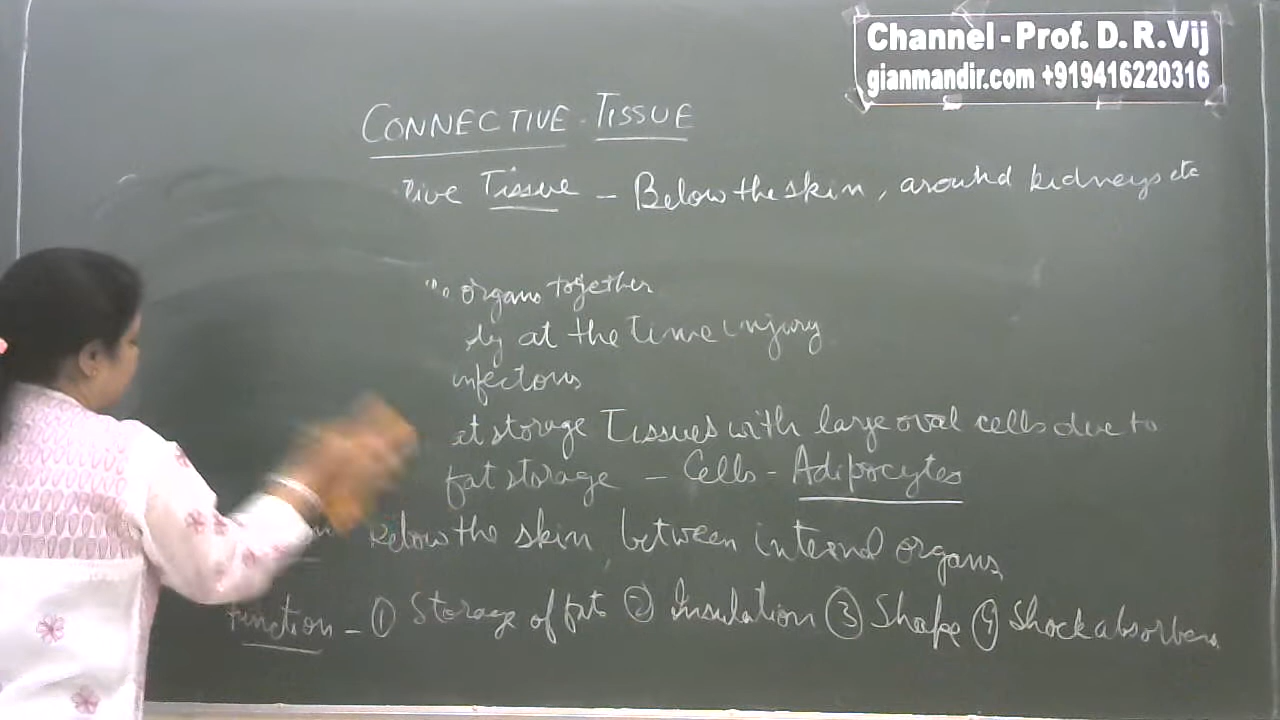 Channel - Prof. D. R. Vij
gianmandir.com +919416220316
CONNECTIVE TISSUE
tive Tissue - Below the skin, around kidneys etc
organs together
dy at the time injury
infectons
at storage Tissues with large oval cells due to
fat storage - Cells - Adipocytes
Below the skin, between internal organs
Function - ① Storage of fat ② Insulation ③ Shape ④ Shock absorbers